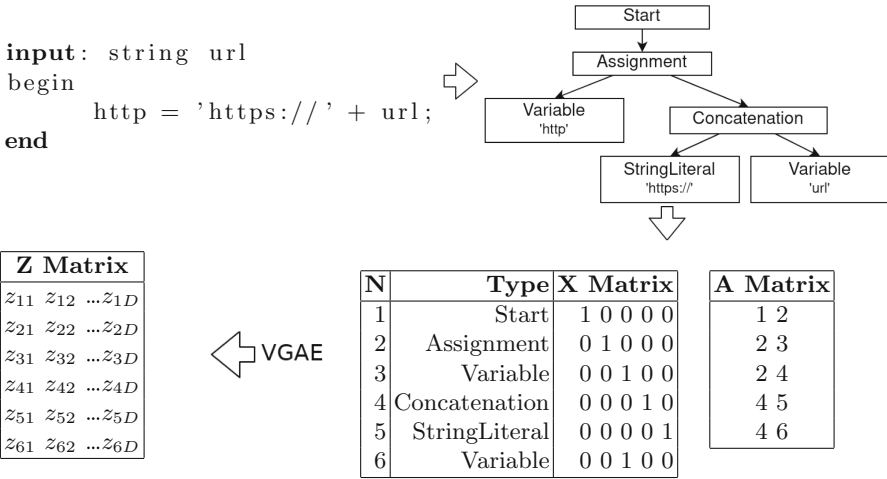 input: string url
begin
http = 'https://' + url;
end
Start
Assignment
Variable
'http'
Concatenation
StringLiteral
'https://'
Variable
'url'
Z Matrix
z11 z12 ...z1D
z21 z22 ...z2D
z31 z32 ...z3D
z41 z42 ...z4D
z51 z52 ...z5D
z61 z62 ...z6D
VGAE
N Type X Matrix
1 Start 1 0 0 0 0
2 Assignment 0 1 0 0 0
3 Variable 0 0 1 0 0
4 Concatenation 0 0 0 1 0
5 StringLiteral 0 0 0 0 1
6 Variable 0 0 1 0 0
A Matrix
1 2
2 3
2 4
4 5
4 6